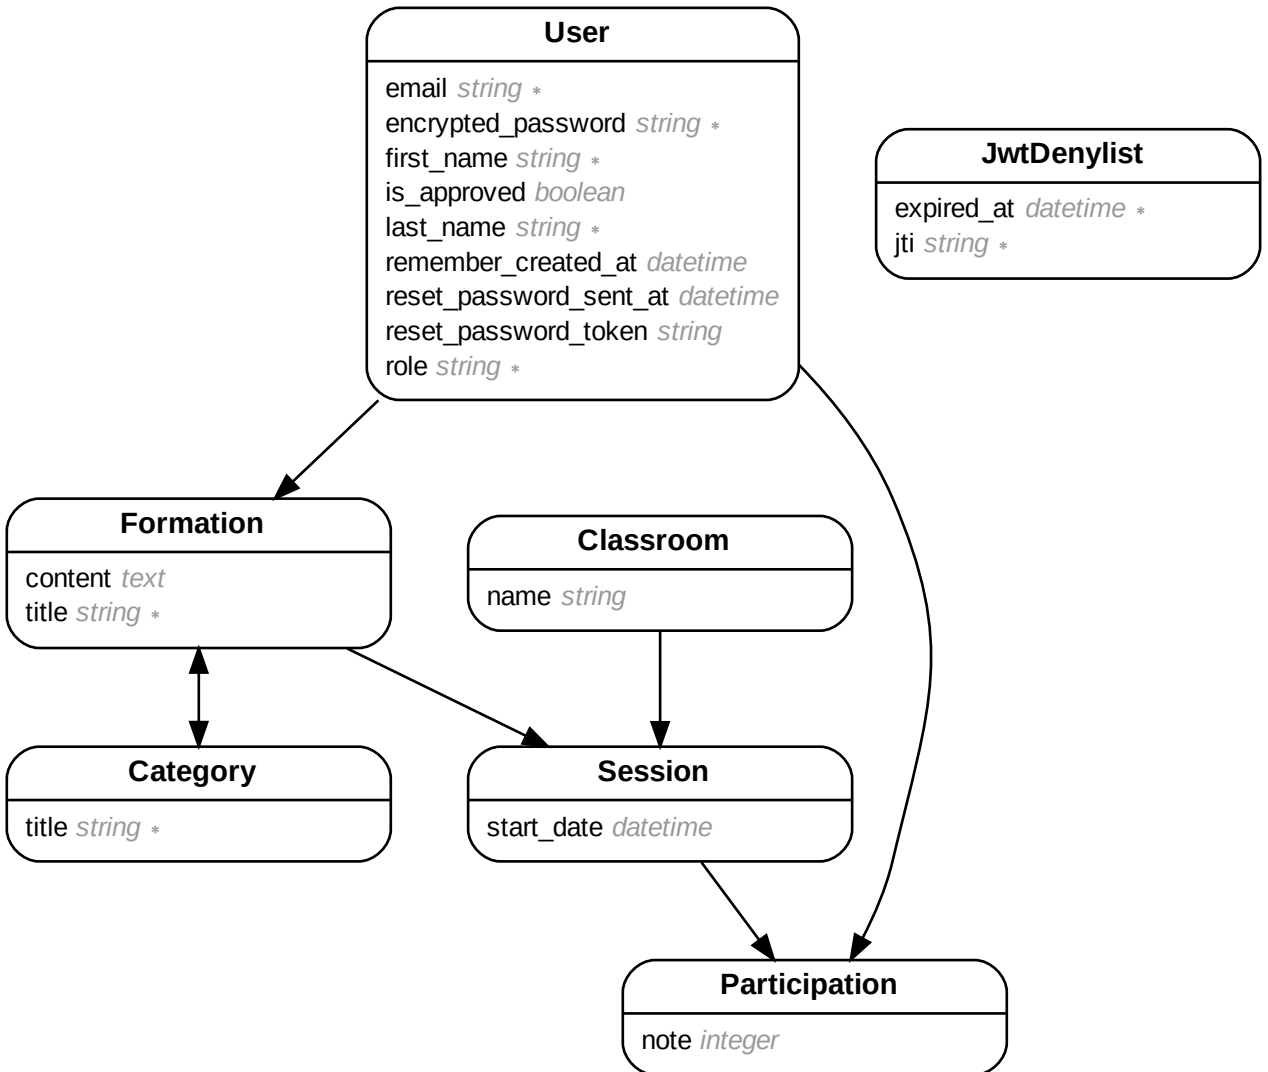 User
email string *
encrypted_password string *
first_name string *
is_approved boolean
last_name string *
remember_created_at datetime
reset_password_sent_at datetime
reset_password_token string
role string *
JwtDenylist
expired_at datetime *
jti string *
Formation
content text
title string *
Classroom
name string
Category
title string *
Session
start_date datetime
Participation
note integer